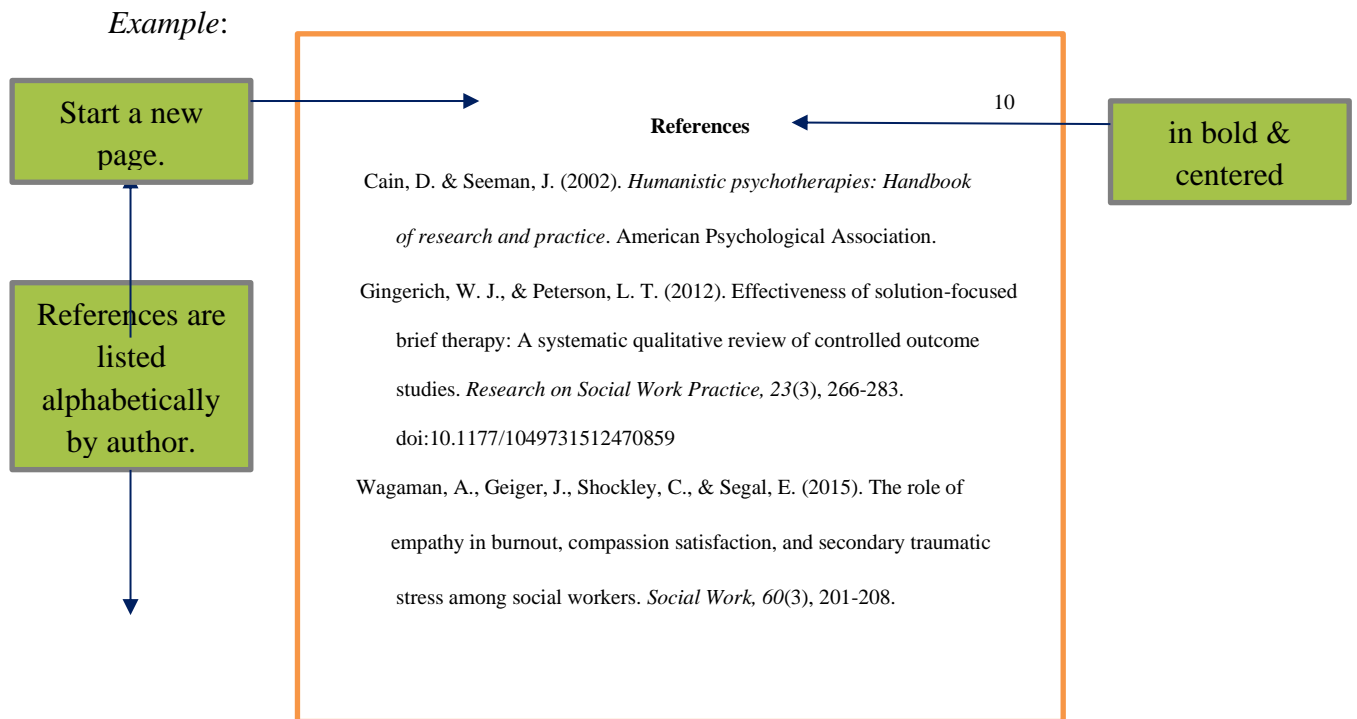 Example:
Start a new
page.
10
References
in bold &
centered
Cain, D. & Seeman, J. (2002). Humanistic psychotherapies: Handbook
of research and practice. American Psychological Association.
References are
listed
alphabetically
by author.
Gingerich, W. J., & Peterson, L. T. (2012). Effectiveness of solution-focused
brief therapy: A systematic qualitative review of controlled outcome
studies. Research on Social Work Practice, 23(3), 266-283.
doi:10.1177/1049731512470859
Wagaman, A., Geiger, J., Shockley, C., & Segal, E. (2015). The role of
empathy in burnout, compassion satisfaction, and secondary traumatic
stress among social workers. Social Work, 60(3), 201-208.